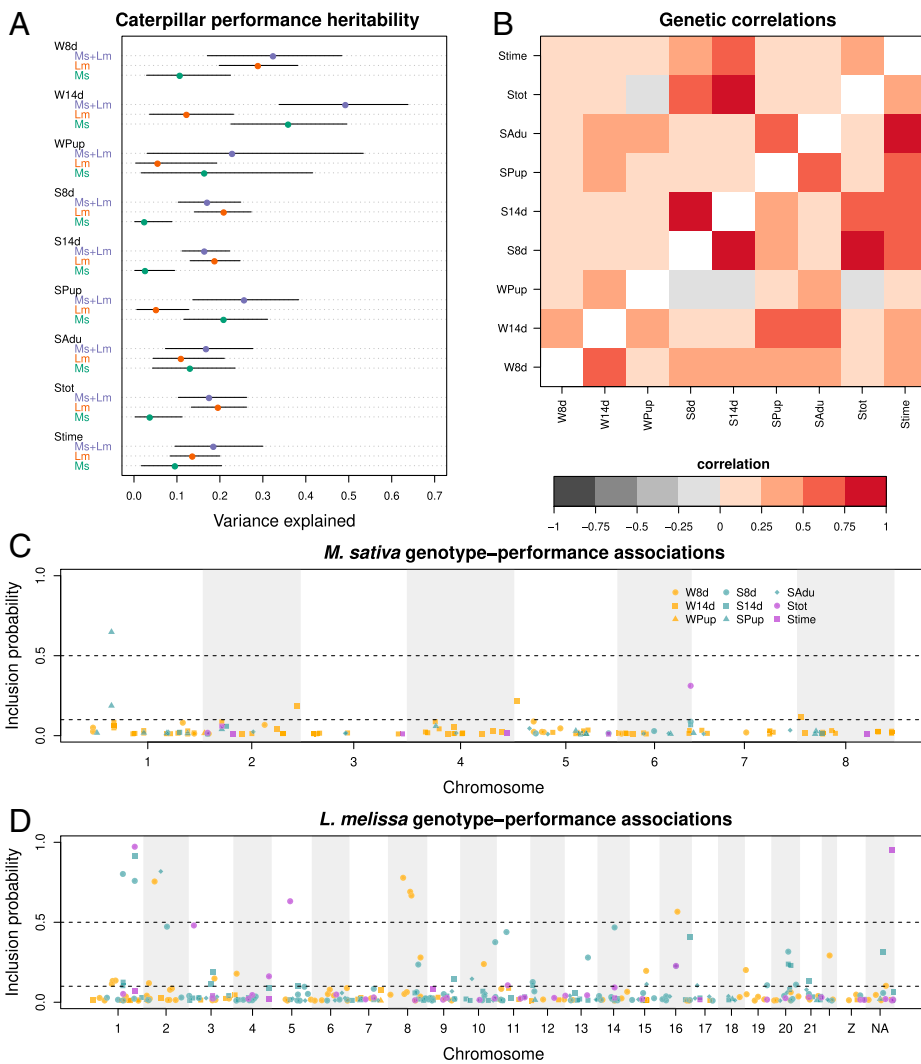 A
Caterpillar performance heritability
W8d
Ms+Lm
Lm
Ms
W14d
Ms+Lm
Lm
Ms
WPup
Ms+Lm
Lm
Ms
S8d
Ms+Lm
Lm
Ms
S14d
Ms+Lm
Lm
Ms
SPup
Ms+Lm
Lm
Ms
SAdu
Ms+Lm
Lm
Ms
Stot
Ms+Lm
Lm
Ms
Stime
Ms+Lm
Lm
Ms
0.0 0.1 0.2 0.3 0.4 0.5 0.6 0.7
Variance explained
B
Genetic correlations
Stime
Stot
SAdu
SPup
S14d
S8d
WPup
W14d
W8d
W8d W14d WPup S8d S14d SPup SAdu Stot Stime
correlation
−1 −0.75 −0.5 −0.25 0 0.25 0.5 0.75 1
C
M. sativa genotype−performance associations
Inclusion probability
1.0
0.5
0.0
W8d S8d SAdu
W14d S14d Stot
WPup SPup Stime
1 2 3 4 5 6 7 8
Chromosome
D
L. melissa genotype−performance associations
Inclusion probability
1.0
0.5
0.0
1 2 3 4 5 6 7 8 9 10 11 12 13 14 15 16 17 18 19 20 21 Z NA
Chromosome